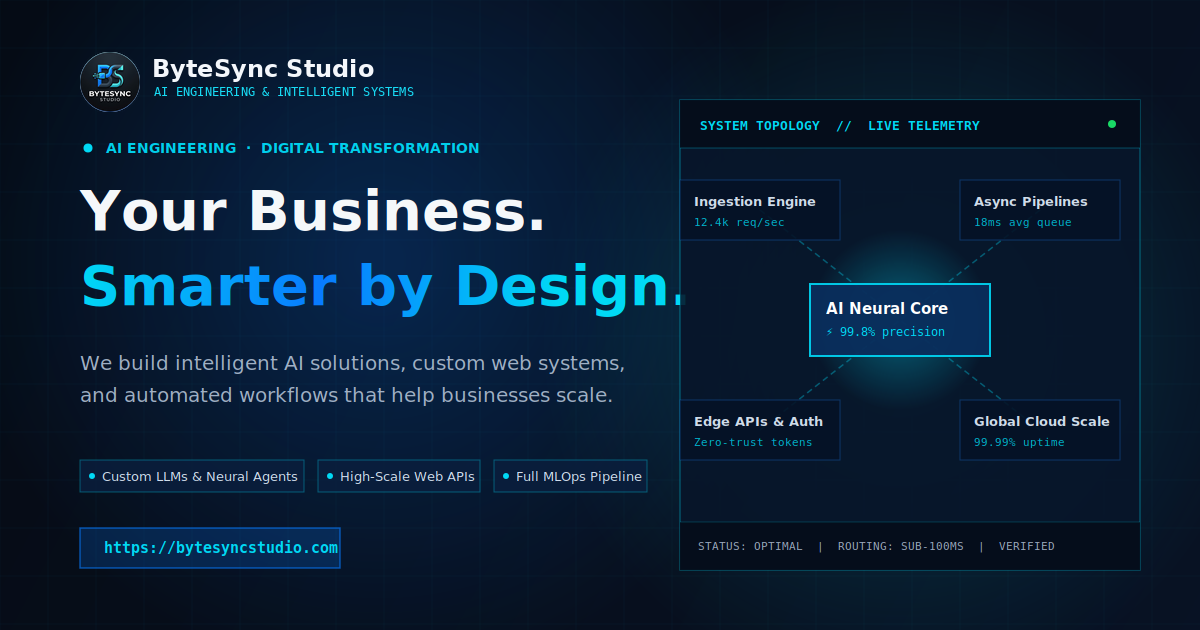 BS
BYTESYNC
STUDIO
ByteSync Studio
AI ENGINEERING & INTELLIGENT SYSTEMS
AI ENGINEERING · DIGITAL TRANSFORMATION
Your Business.
Smarter by Design.
We build intelligent AI solutions, custom web systems,
and automated workflows that help businesses scale.
Custom LLMs & Neural Agents
High-Scale Web APIs
Full MLOps Pipeline
https://bytesyncstudio.com
SYSTEM TOPOLOGY // LIVE TELEMETRY
Ingestion Engine
12.4k req/sec
Async Pipelines
18ms avg queue
AI Neural Core
⚡ 99.8% precision
Edge APIs & Auth
Zero-trust tokens
Global Cloud Scale
99.99% uptime
STATUS: OPTIMAL | ROUTING: SUB-100MS | VERIFIED